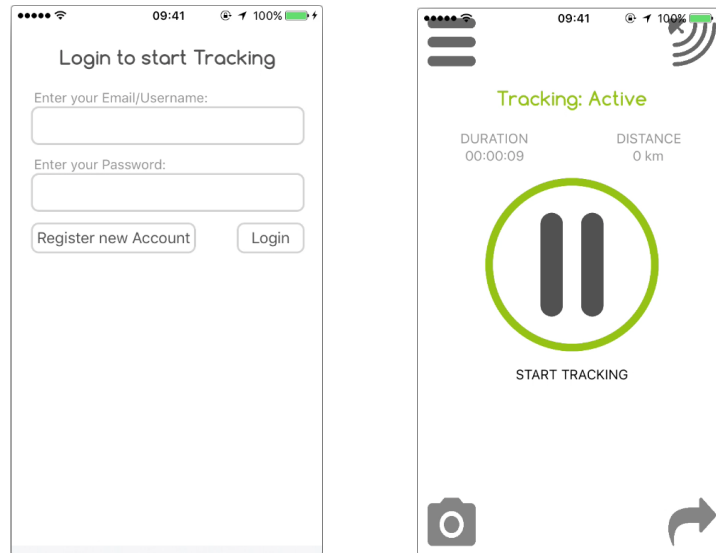 09:41 100%
Login to start Tracking
Enter your Email/Username:
Enter your Password:
Register new Account Login
09:41 100%
Tracking: Active
DURATION DISTANCE
00:00:09 0 km
START TRACKING